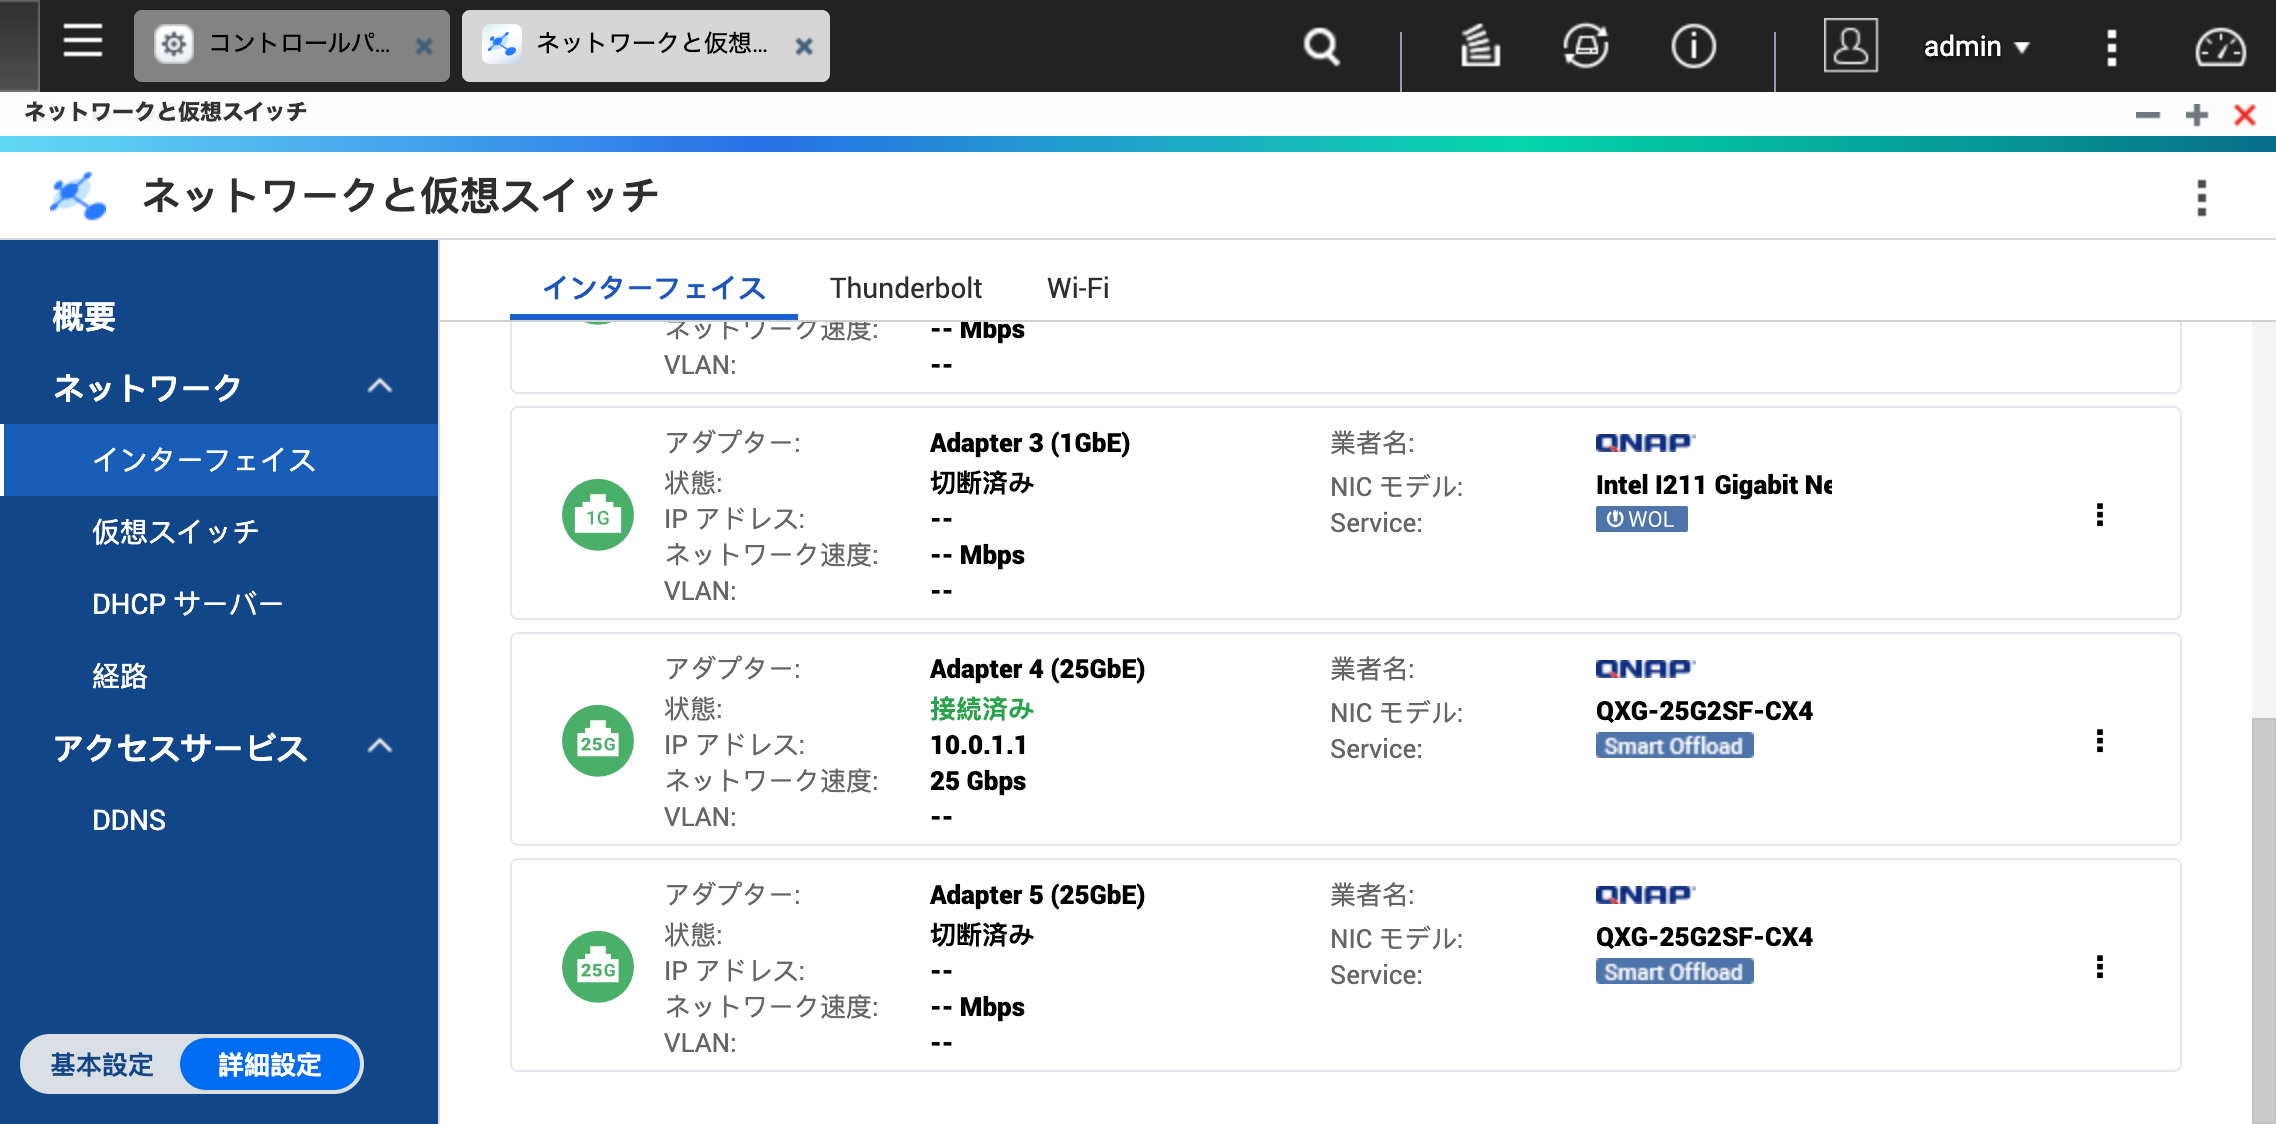 コントロールパ...
ネットワークと仮想...
admin
ネットワークと仮想スイッチ
ネットワークと仮想スイッチ
概要
ネットワーク
インターフェイス
仮想スイッチ
DHCP サーバー
経路
アクセスサービス
DDNS
基本設定
詳細設定
インターフェイス
Thunderbolt
Wi-Fi
ネットワーク速度: -- Mbps
VLAN: --
1G
アダプター: Adapter 3 (1GbE)
状態: 切断済み
IP アドレス: --
ネットワーク速度: -- Mbps
VLAN: --
業者名: QNAP
NIC モデル: Intel I211 Gigabit Ne
Service: WOL
25G
アダプター: Adapter 4 (25GbE)
状態: 接続済み
IP アドレス: 10.0.1.1
ネットワーク速度: 25 Gbps
VLAN: --
業者名: QNAP
NIC モデル: QXG-25G2SF-CX4
Service: Smart Offload
25G
アダプター: Adapter 5 (25GbE)
状態: 切断済み
IP アドレス: --
ネットワーク速度: -- Mbps
VLAN: --
業者名: QNAP
NIC モデル: QXG-25G2SF-CX4
Service: Smart Offload